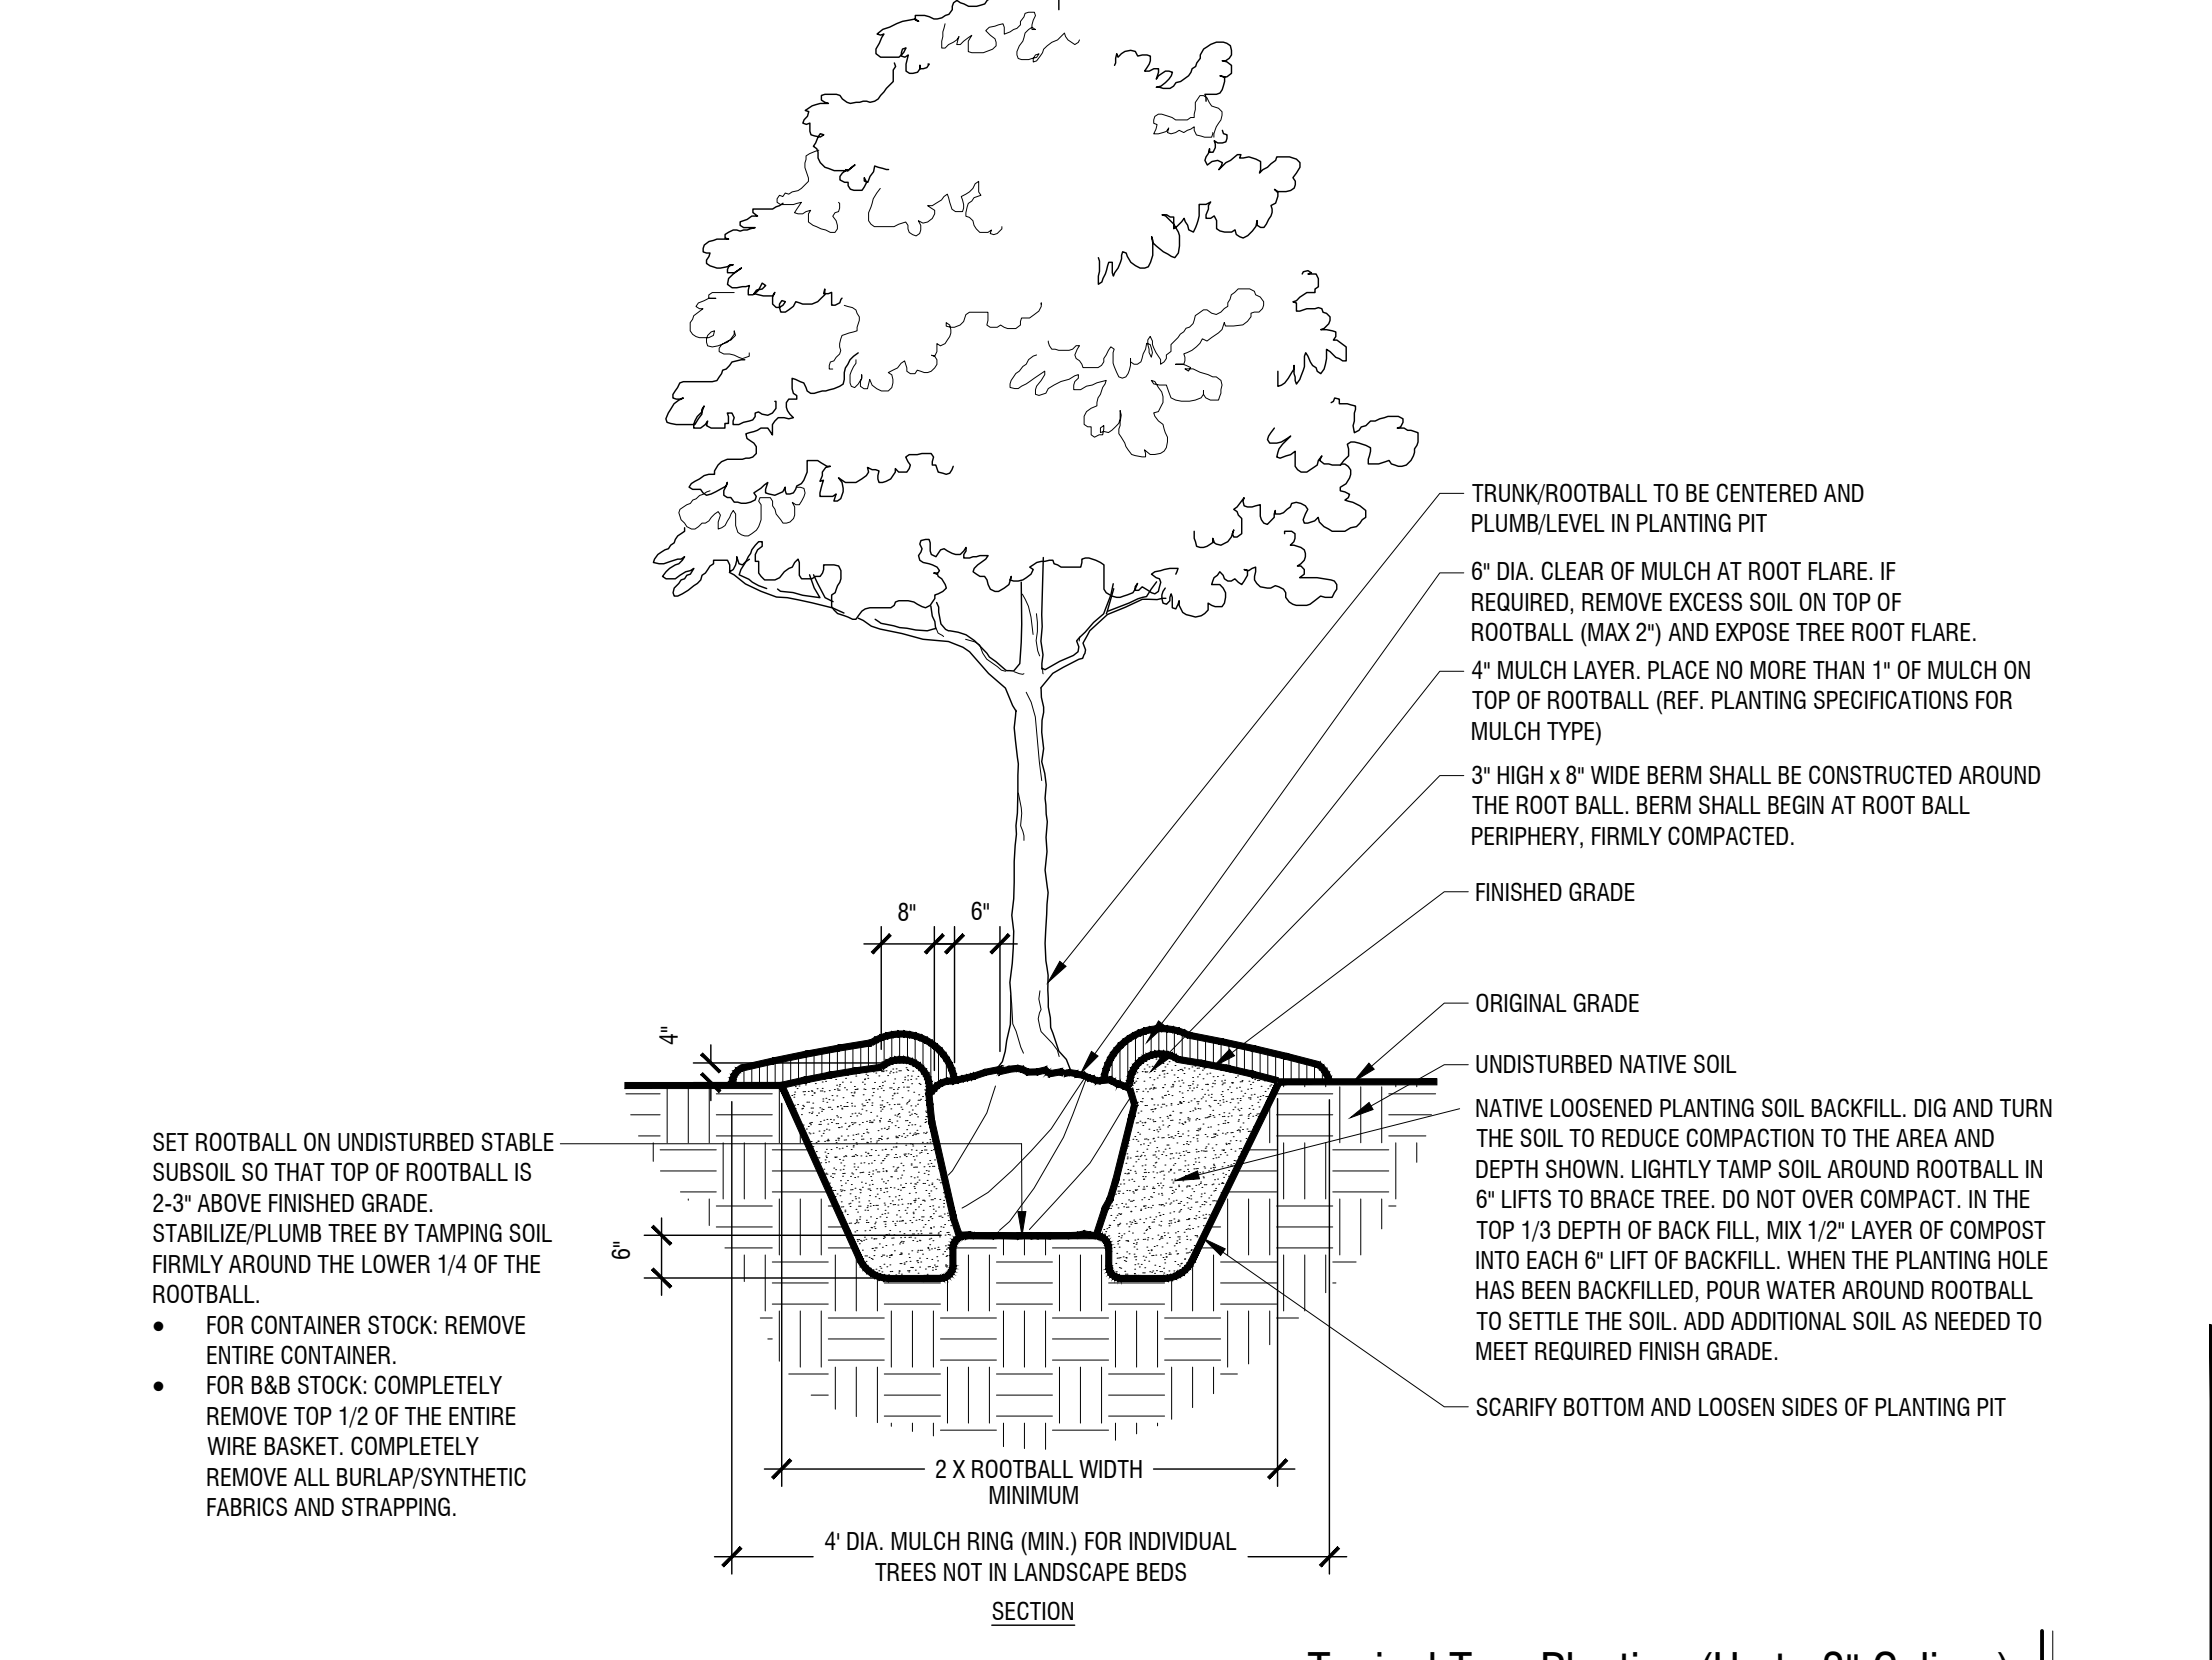 TRUNK/ROOTBALL TO BE CENTERED AND
PLUMB/LEVEL IN PLANTING PIT
6" DIA. CLEAR OF MULCH AT ROOT FLARE. IF
REQUIRED, REMOVE EXCESS SOIL ON TOP OF
ROOTBALL (MAX 2") AND EXPOSE TREE ROOT FLARE.
4" MULCH LAYER. PLACE NO MORE THAN 1" OF MULCH ON
TOP OF ROOTBALL (REF. PLANTING SPECIFICATIONS FOR
MULCH TYPE)
3" HIGH x 8" WIDE BERM SHALL BE CONSTRUCTED AROUND
THE ROOT BALL. BERM SHALL BEGIN AT ROOT BALL
PERIPHERY, FIRMLY COMPACTED.
FINISHED GRADE
8"
6"
ORIGINAL GRADE
4"
UNDISTURBED NATIVE SOIL
NATIVE LOOSENED PLANTING SOIL BACKFILL. DIG AND TURN
THE SOIL TO REDUCE COMPACTION TO THE AREA AND
DEPTH SHOWN. LIGHTLY TAMP SOIL AROUND ROOTBALL IN
6" LIFTS TO BRACE TREE. DO NOT OVER COMPACT. IN THE
TOP 1/3 DEPTH OF BACK FILL, MIX 1/2" LAYER OF COMPOST
INTO EACH 6" LIFT OF BACKFILL. WHEN THE PLANTING HOLE
HAS BEEN BACKFILLED, POUR WATER AROUND ROOTBALL
TO SETTLE THE SOIL. ADD ADDITIONAL SOIL AS NEEDED TO
MEET REQUIRED FINISH GRADE.
SCARIFY BOTTOM AND LOOSEN SIDES OF PLANTING PIT
SET ROOTBALL ON UNDISTURBED STABLE
SUBSOIL SO THAT TOP OF ROOTBALL IS
2-3" ABOVE FINISHED GRADE.
STABILIZE/PLUMB TREE BY TAMPING SOIL
FIRMLY AROUND THE LOWER 1/4 OF THE
ROOTBALL.
• FOR CONTAINER STOCK: REMOVE
ENTIRE CONTAINER.
• FOR B&B STOCK: COMPLETELY
REMOVE TOP 1/2 OF THE ENTIRE
WIRE BASKET. COMPLETELY
REMOVE ALL BURLAP/SYNTHETIC
FABRICS AND STRAPPING.
6"
2 X ROOTBALL WIDTH
MINIMUM
4' DIA. MULCH RING (MIN.) FOR INDIVIDUAL
TREES NOT IN LANDSCAPE BEDS
SECTION